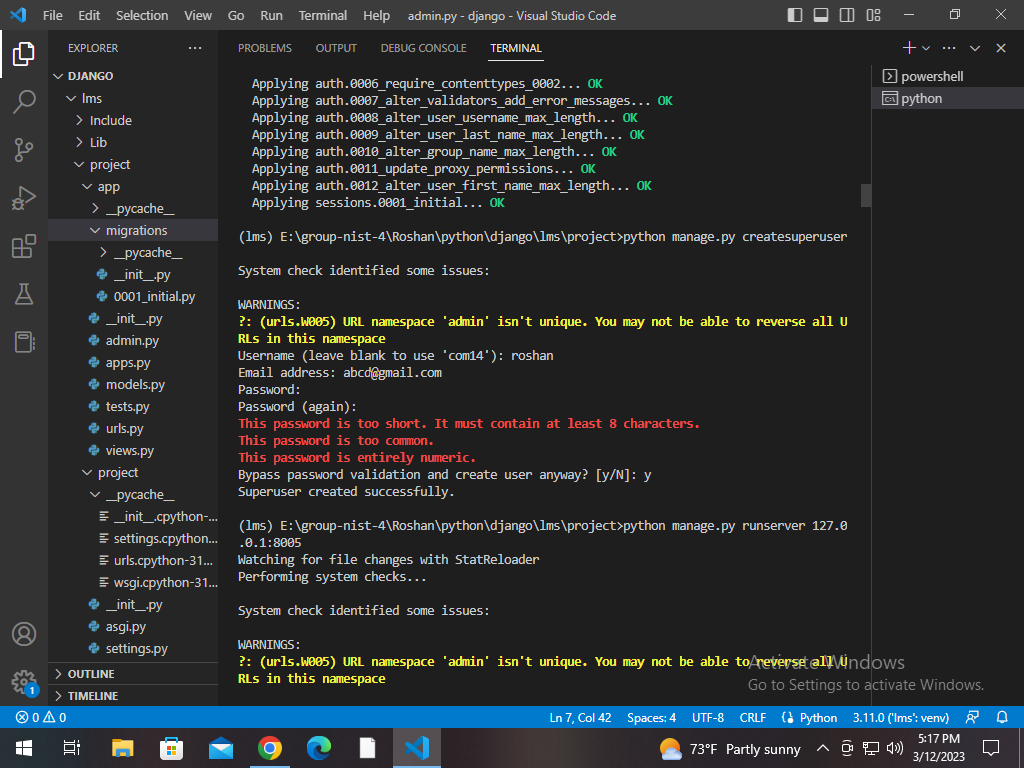 File Edit Selection View Go Run Terminal Help admin.py - django - Visual Studio Code
EXPLORER
DJANGO
lms
Include
Lib
project
app
__pycache__
migrations
__pycache__
__init__.py
0001_initial.py
__init__.py
admin.py
apps.py
models.py
tests.py
urls.py
views.py
project
__pycache__
__init__.cpython-...
settings.cpython...
urls.cpython-31...
wsgi.cpython-31...
__init__.py
asgi.py
settings.py
OUTLINE
TIMELINE
PROBLEMS OUTPUT DEBUG CONSOLE TERMINAL
Applying auth.0006_require_contenttypes_0002... OK
Applying auth.0007_alter_validators_add_error_messages... OK
Applying auth.0008_alter_user_username_max_length... OK
Applying auth.0009_alter_user_last_name_max_length... OK
Applying auth.0010_alter_group_name_max_length... OK
Applying auth.0011_update_proxy_permissions... OK
Applying auth.0012_alter_user_first_name_max_length... OK
Applying sessions.0001_initial... OK
(lms) E:\group-nist-4\Roshan\python\django\lms\project>python manage.py createsuperuser
System check identified some issues:
WARNINGS:
?: (urls.W005) URL namespace 'admin' isn't unique. You may not be able to reverse all U
RLs in this namespace
Username (leave blank to use 'com14'): roshan
Email address: abcd@gmail.com
Password:
Password (again):
This password is too short. It must contain at least 8 characters.
This password is too common.
This password is entirely numeric.
Bypass password validation and create user anyway? [y/N]: y
Superuser created successfully.
(lms) E:\group-nist-4\Roshan\python\django\lms\project>python manage.py runserver 127.0
.0.1:8005
Watching for file changes with StatReloader
Performing system checks...
System check identified some issues:
WARNINGS:
?: (urls.W005) URL namespace 'admin' isn't unique. You may not be able to reverse all U
RLs in this namespace
powershell
python
Activate Windows
Go to Settings to activate Windows.
1
0 0 Ln 7, Col 42 Spaces: 4 UTF-8 CRLF Python 3.11.0 ('lms': venv)
73°F Partly sunny
5:17 PM
3/12/2023